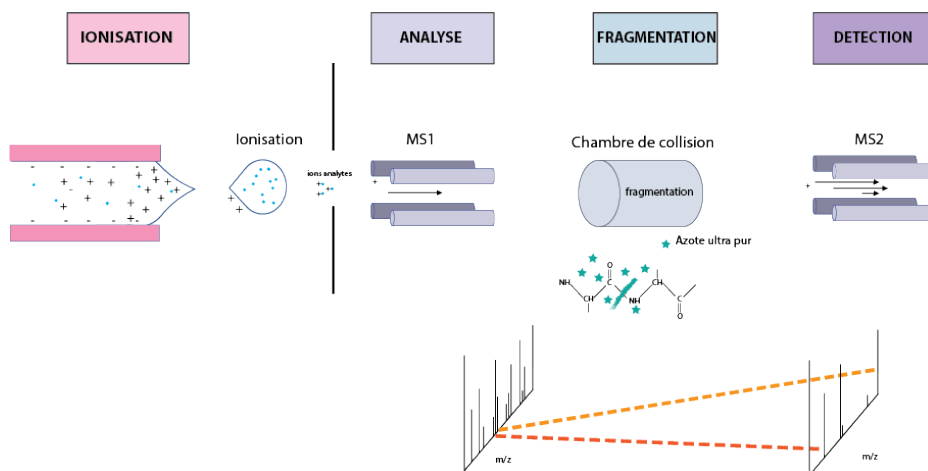 IONISATION
ANALYSE
FRAGMENTATION
DETECTION
Ionisation
MS1
Chambre de collision
MS2
ions analytes
fragmentation
Azote ultra pur
O
NH
C
CH
CH
NH
C
O
m/z
m/z